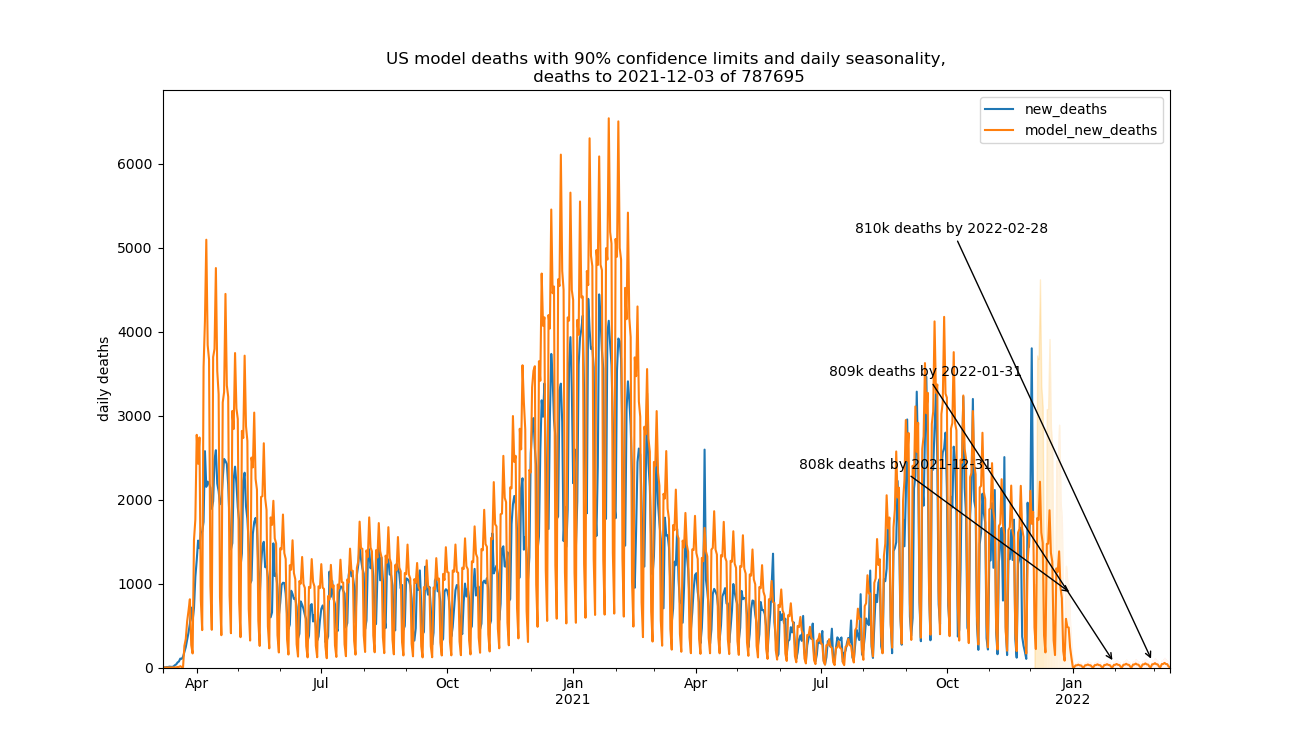 US model deaths with 90% confidence limits and daily seasonality,
deaths to 2021-12-03 of 787695
new_deaths
model_new_deaths
6000
5000
4000
3000
2000
1000
0
daily deaths
810k deaths by 2022-02-28
809k deaths by 2022-01-31
808k deaths by 2021-12-31
Apr
Jul
Oct
Jan
2021
Apr
Jul
Oct
Jan
2022